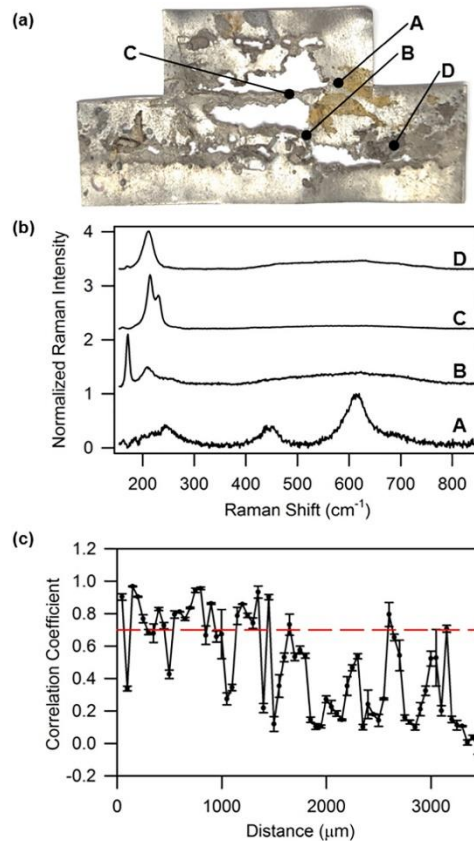 (a)
A
C
B
D
(b)
4
D
3
C
2
B
1
A
0
Normalized Raman Intensity
200 300 400 500 600 700 800
Raman Shift (cm⁻¹)
(c)
1.2
1.0
0.8
0.6
0.4
0.2
0.0
-0.2
Correlation Coefficient
0 1000 2000 3000
Distance (μm)